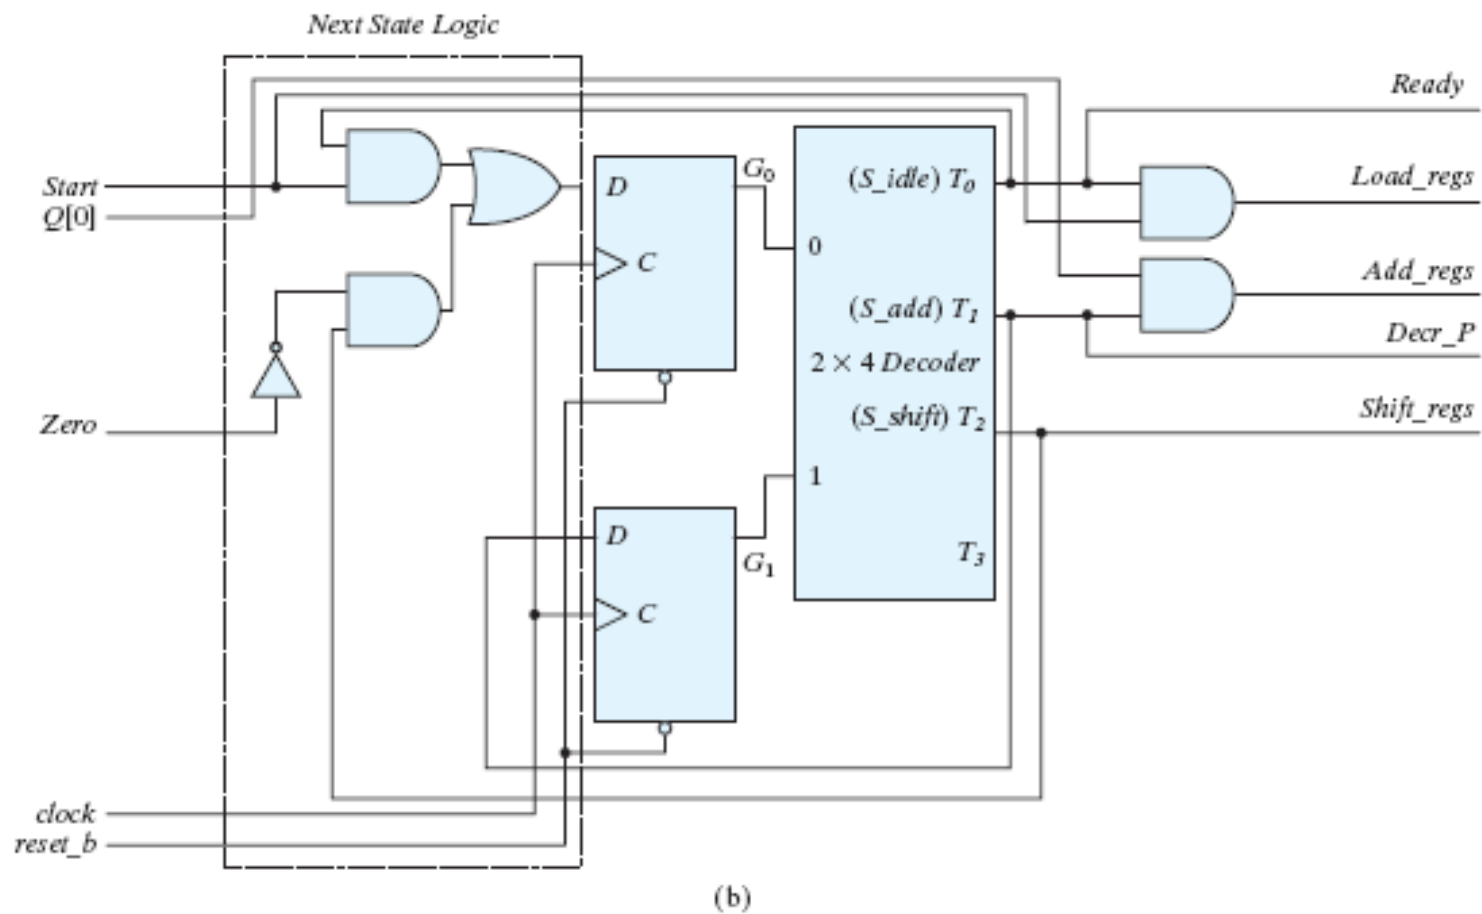 Next State Logic
Ready
Start
Q[0]
Load_regs
Add_regs
Decr_P
Shift_regs
Zero
D
C
G₀
(S_idle) T₀
0
(S_add) T₁
2 × 4 Decoder
(S_shift) T₂
1
D
C
G₁
T₃
clock
reset_b
(b)